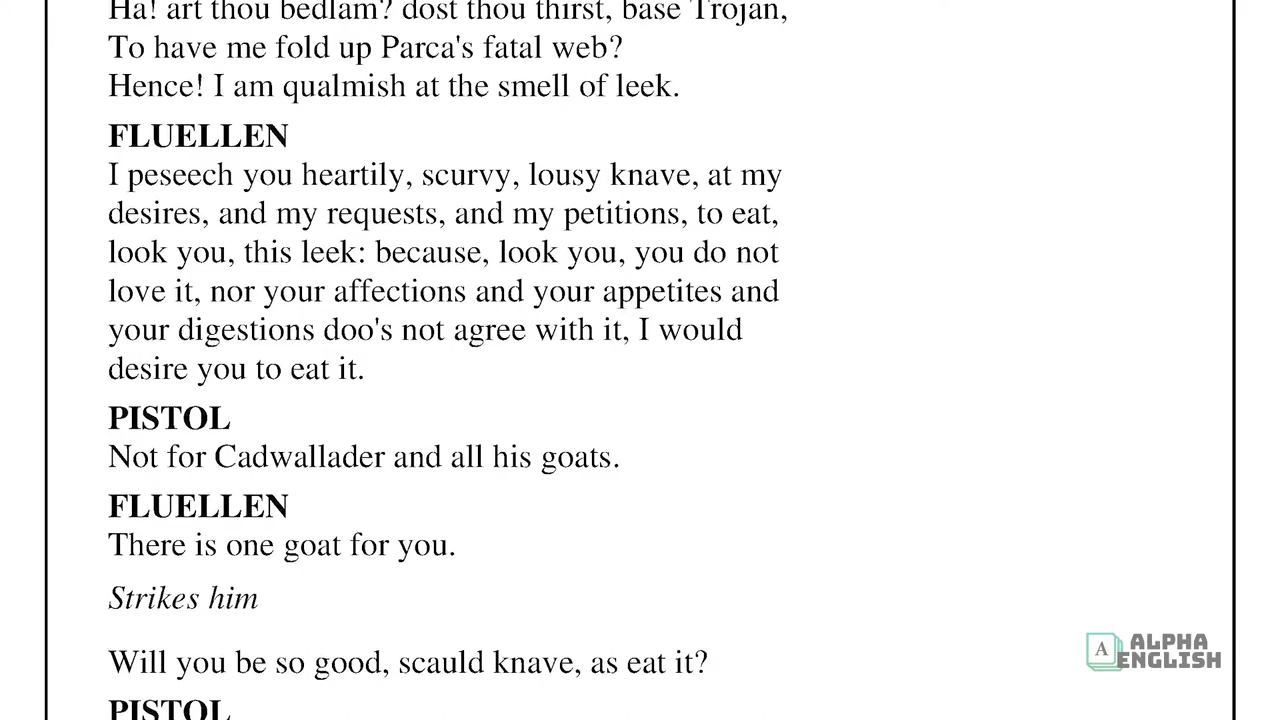 Ha! art thou bedlam? dost thou thirst, base Trojan,
To have me fold up Parca's fatal web?
Hence! I am qualmish at the smell of leek.
FLUELLEN
I peseech you heartily, scurvy, lousy knave, at my
desires, and my requests, and my petitions, to eat,
look you, this leek: because, look you, you do not
love it, nor your affections and your appetites and
your digestions doo's not agree with it, I would
desire you to eat it.
PISTOL
Not for Cadwallader and all his goats.
FLUELLEN
There is one goat for you.
Strikes him
Will you be so good, scauld knave, as eat it?
PISTOL
A ALPHA
ENGLISH